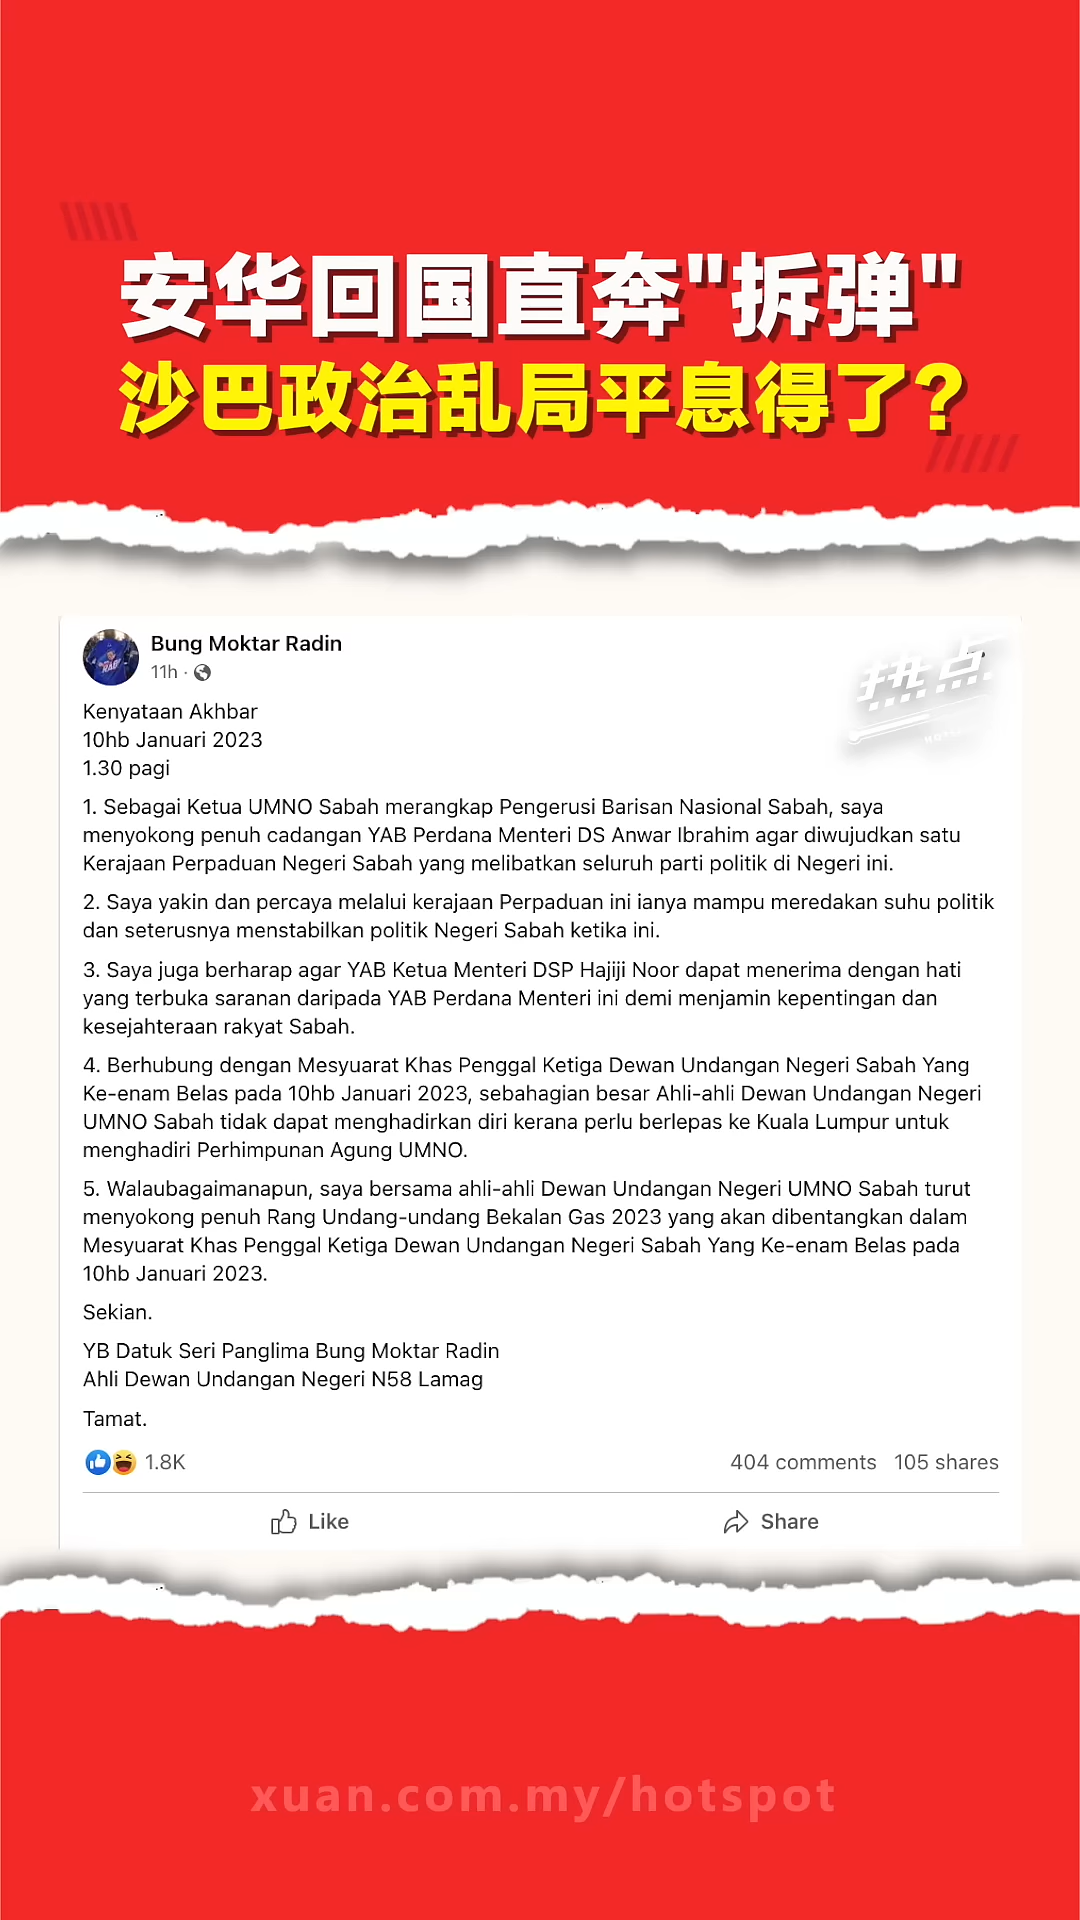 安华回国直奔"拆弹"
沙巴政治乱局平息得了?
热点
Bung Moktar Radin
11h ·
Kenyataan Akhbar
10hb Januari 2023
1.30 pagi
1. Sebagai Ketua UMNO Sabah merangkap Pengerusi Barisan Nasional Sabah, saya
menyokong penuh cadangan YAB Perdana Menteri DS Anwar Ibrahim agar diwujudkan satu
Kerajaan Perpaduan Negeri Sabah yang melibatkan seluruh parti politik di Negeri ini.
2. Saya yakin dan percaya melalui kerajaan Perpaduan ini ianya mampu meredakan suhu politik
dan seterusnya menstabilkan politik Negeri Sabah ketika ini.
3. Saya juga berharap agar YAB Ketua Menteri DSP Hajiji Noor dapat menerima dengan hati
yang terbuka saranan daripada YAB Perdana Menteri ini demi menjamin kepentingan dan
kesejahteraan rakyat Sabah.
4. Berhubung dengan Mesyuarat Khas Penggal Ketiga Dewan Undangan Negeri Sabah Yang
Ke-enam Belas pada 10hb Januari 2023, sebahagian besar Ahli-ahli Dewan Undangan Negeri
UMNO Sabah tidak dapat menghadirkan diri kerana perlu berlepas ke Kuala Lumpur untuk
menghadiri Perhimpunan Agung UMNO.
5. Walaubagaimanapun, saya bersama ahli-ahli Dewan Undangan Negeri UMNO Sabah turut
menyokong penuh Rang Undang-undang Bekalan Gas 2023 yang akan dibentangkan dalam
Mesyuarat Khas Penggal Ketiga Dewan Undangan Negeri Sabah Yang Ke-enam Belas pada
10hb Januari 2023.
Sekian.
YB Datuk Seri Panglima Bung Moktar Radin
Ahli Dewan Undangan Negeri N58 Lamag
Tamat.
1.8K
404 comments 105 shares
Like
Share
xuan.com.my/hotspot